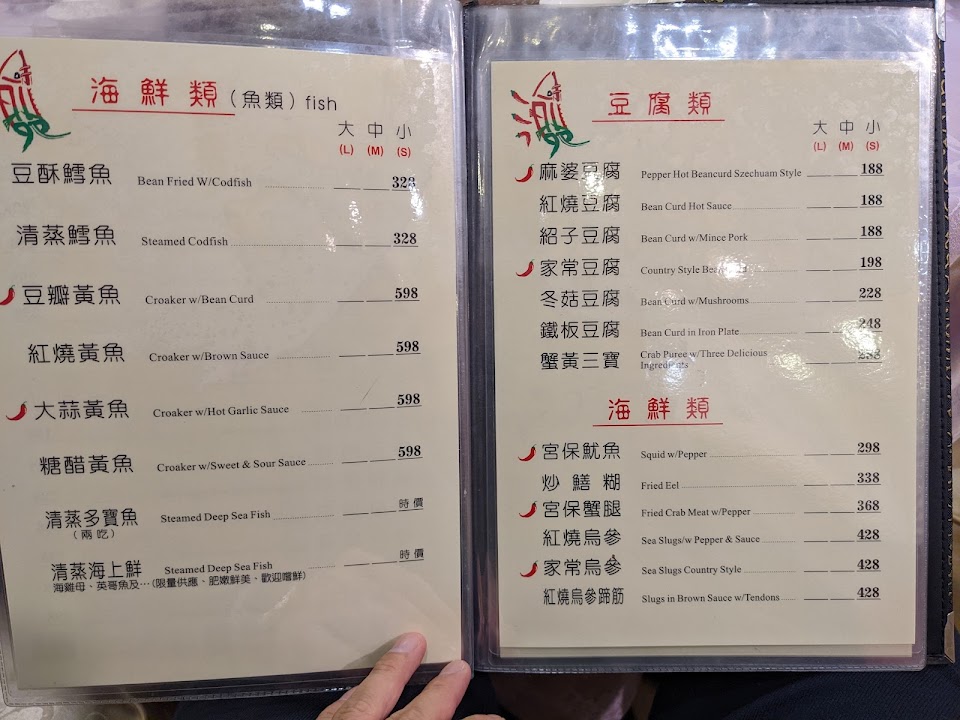 海鮮類（魚類）fish
大 中 小
(L) (M) (S)
豆酥鱈魚 Bean Fried W/Codfish 328
清蒸鱈魚 Steamed Codfish 328
豆瓣黃魚 Croaker w/Bean Curd 598
紅燒黃魚 Croaker w/Brown Sauce 598
大蒜黃魚 Croaker w/Hot Garlic Sauce 598
糖醋黃魚 Croaker w/Sweet & Sour Sauce 598
清蒸多寶魚 Steamed Deep Sea Fish 時價
（兩吃）
清蒸海上鮮 Steamed Deep Sea Fish 時價
海雞母、英哥魚及…(限量供應、肥嫩鮮美、歡迎嚐鮮)
豆腐類
大 中 小
(L) (M) (S)
麻婆豆腐 Pepper Hot Beancurd Szechuam Style 188
紅燒豆腐 Bean Curd Hot Sauce 188
紹子豆腐 Bean Curd w/Mince Pork 188
家常豆腐 Country Style 198
冬菇豆腐 Bean Curd w/Mushrooms 228
鐵板豆腐 Bean Curd in Iron Plate 248
蟹黃三寶 Crab Puree w/Three Delicious
Ingredients
海鮮類
宮保魷魚 Squid w/Pepper 298
炒鱔糊 Fried Eel 338
宮保蟹腿 Fried Crab Meat w/Pepper 368
紅燒烏參 Sea Slugs/w Pepper & Sauce 428
家常烏參 Sea Slugs Country Style 428
紅燒烏參蹄筋 Slugs in Brown Sauce w/Tendons 428